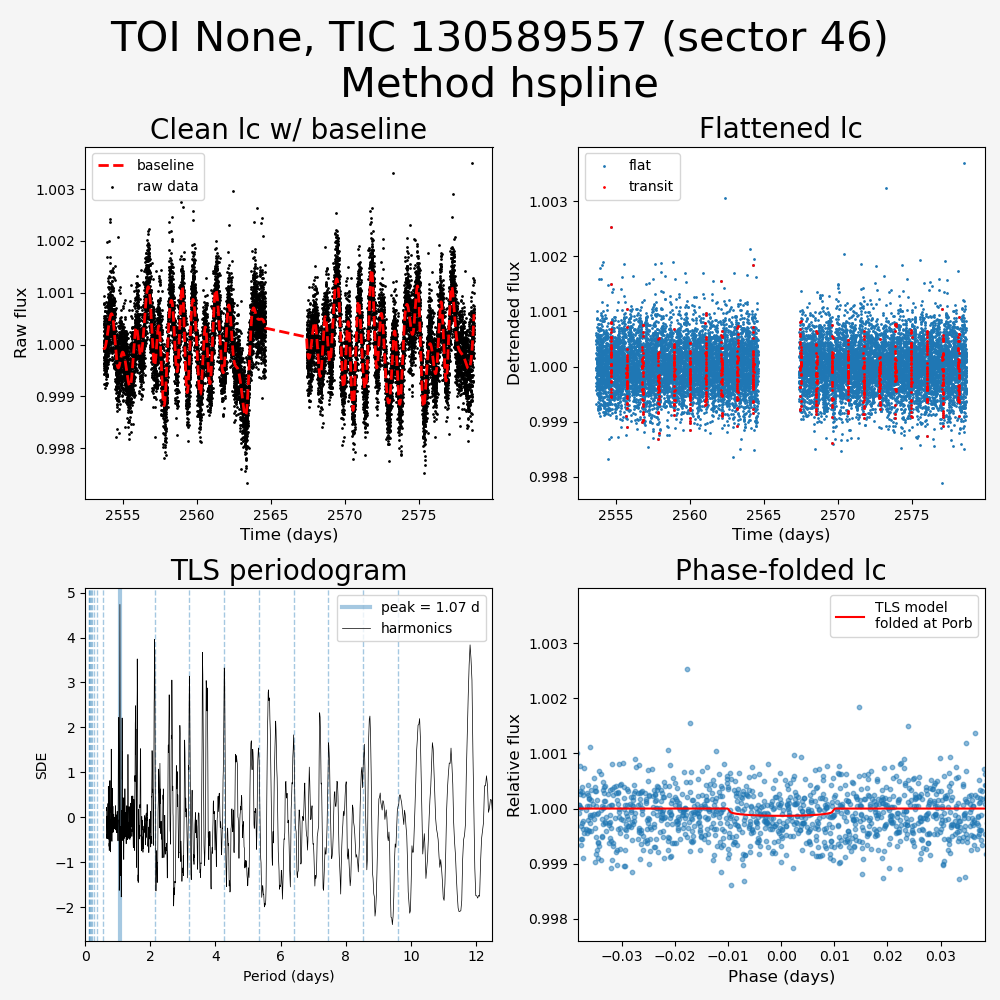 TOI None, TIC 130589557 (sector 46)
Method hspline
Clean lc w/ baseline
baseline
raw data
1.003
1.002
1.001
1.000
0.999
0.998
Raw flux
2555
2560
2565
2570
2575
Time (days)
Flattened lc
flat
transit
1.003
1.002
1.001
1.000
0.999
0.998
Detrended flux
2555
2560
2565
2570
2575
Time (days)
TLS periodogram
peak = 1.07 d
harmonics
5
4
3
2
1
0
−1
−2
SDE
0
2
4
6
8
10
12
Period (days)
Phase-folded lc
TLS model
folded at Porb
1.003
1.002
1.001
1.000
0.999
0.998
Relative flux
−0.03
−0.02
−0.01
0.00
0.01
0.02
0.03
Phase (days)